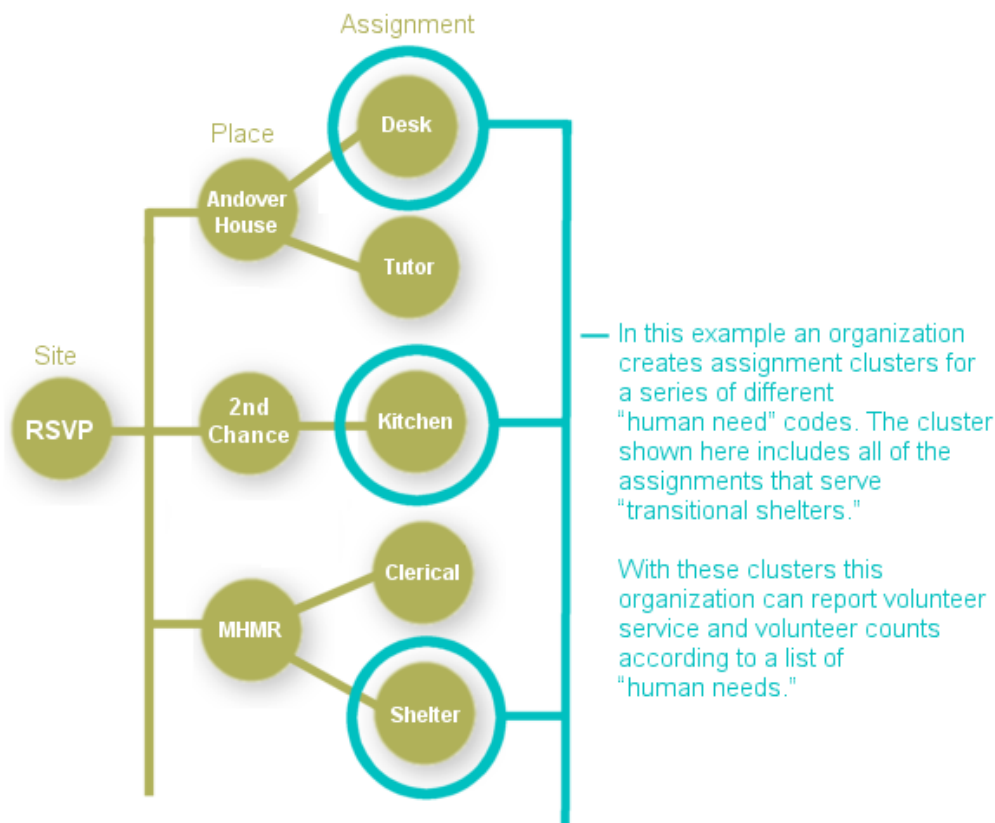 Assignment
Desk
Place
Andover
House
Tutor
Site
RSVP
2nd
Chance
Kitchen
Clerical
MHMR
Shelter
In this example an organization
creates assignment clusters for
a series of different
“human need” codes. The cluster
shown here includes all of the
assignments that serve
“transitional shelters.”
With these clusters this
organization can report volunteer
service and volunteer counts
according to a list of
“human needs.”